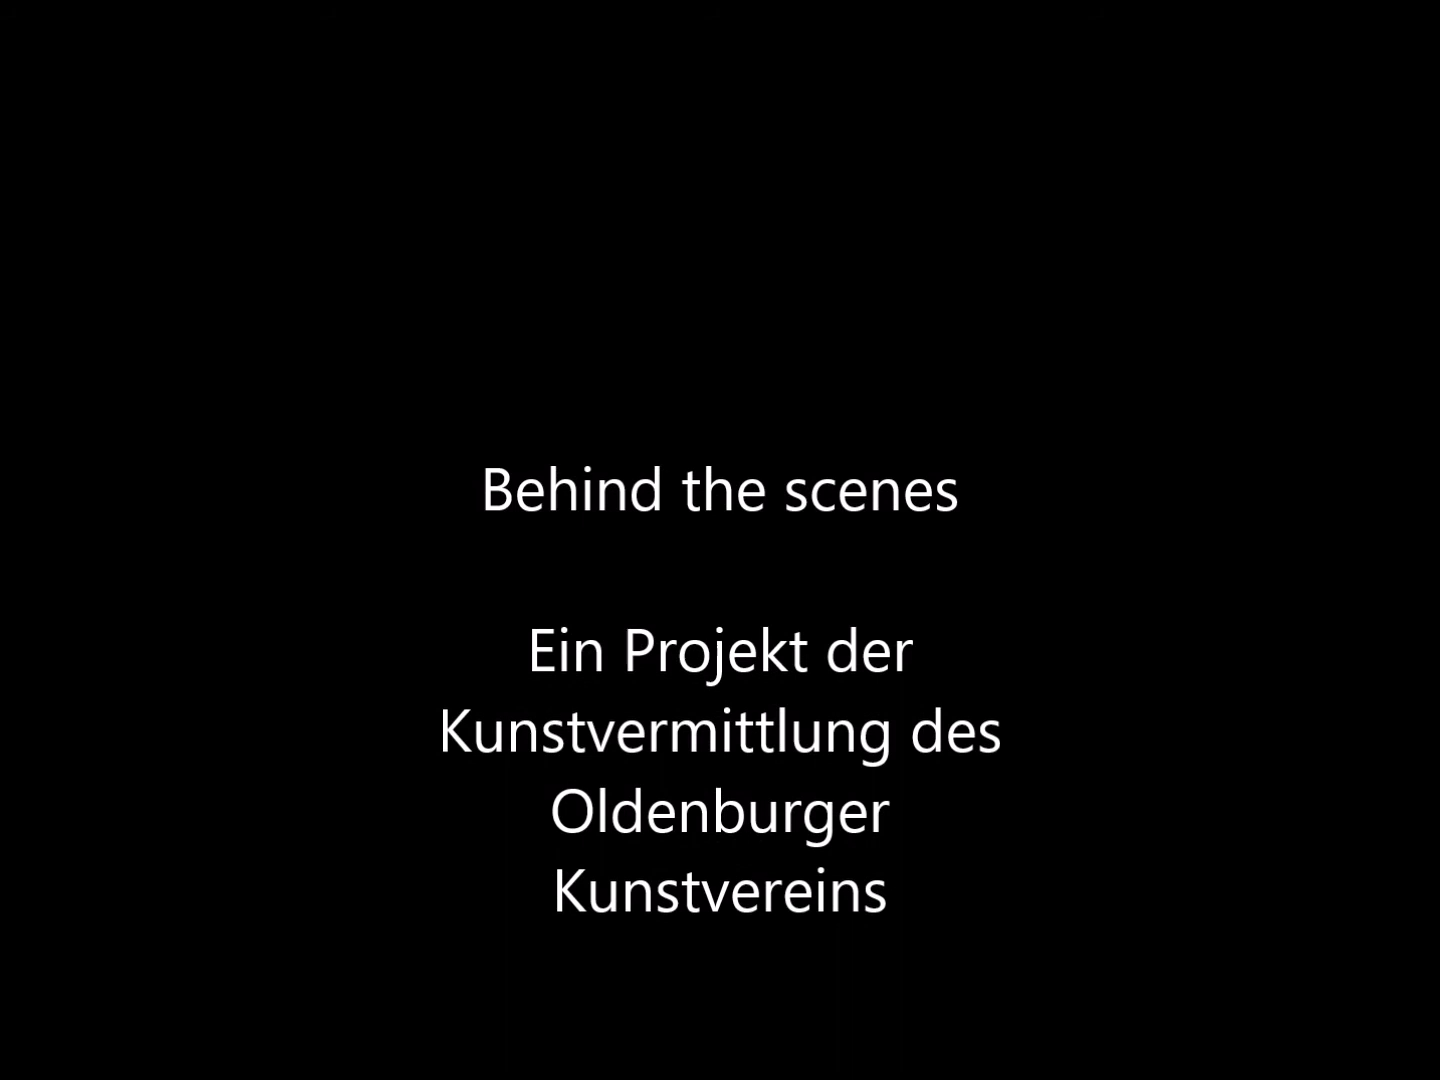 Behind the scenes
Ein Projekt der
Kunstvermittlung des
Oldenburger
Kunstvereins